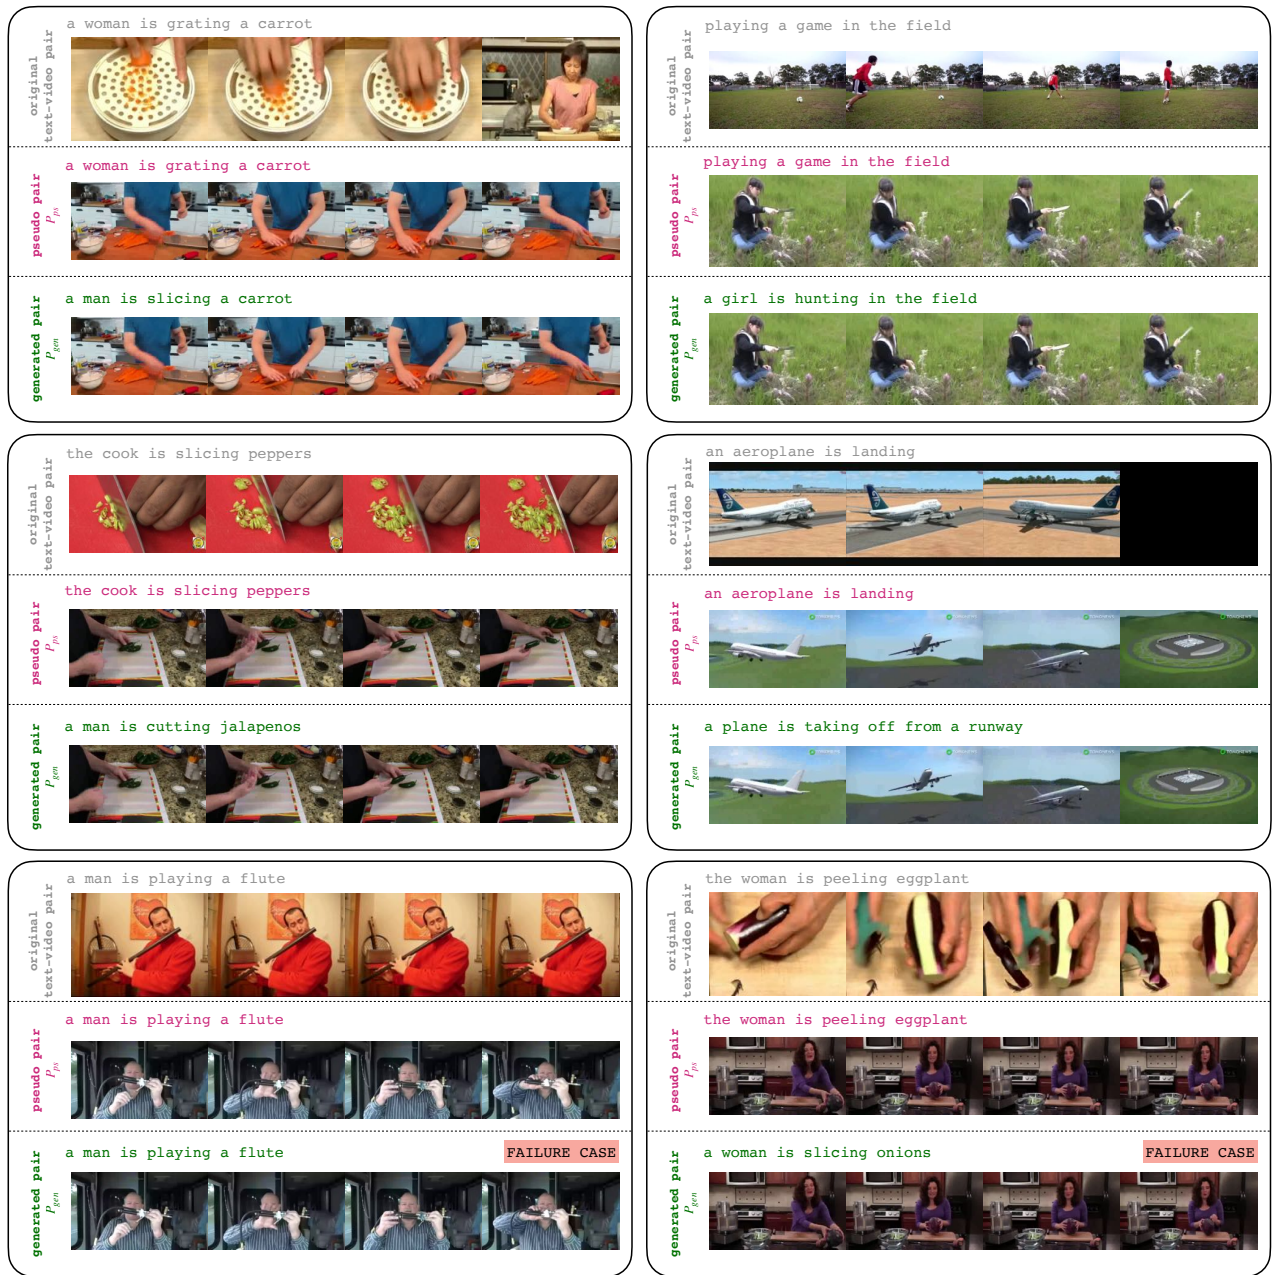 a woman is grating a carrot
original
text-video pair
a woman is grating a carrot
pseudo pair
P_ps
a man is slicing a carrot
generated pair
P_gen
playing a game in the field
original
text-video pair
playing a game in the field
pseudo pair
P_ps
a girl is hunting in the field
generated pair
P_gen
the cook is slicing peppers
original
text-video pair
the cook is slicing peppers
pseudo pair
P_ps
a man is cutting jalapenos
generated pair
P_gen
an aeroplane is landing
original
text-video pair
an aeroplane is landing
pseudo pair
P_ps
a plane is taking off from a runway
generated pair
P_gen
a man is playing a flute
original
text-video pair
a man is playing a flute
pseudo pair
P_ps
a man is playing a flute
FAILURE CASE
generated pair
P_gen
the woman is peeling eggplant
original
text-video pair
the woman is peeling eggplant
pseudo pair
P_ps
a woman is slicing onions
FAILURE CASE
generated pair
P_gen